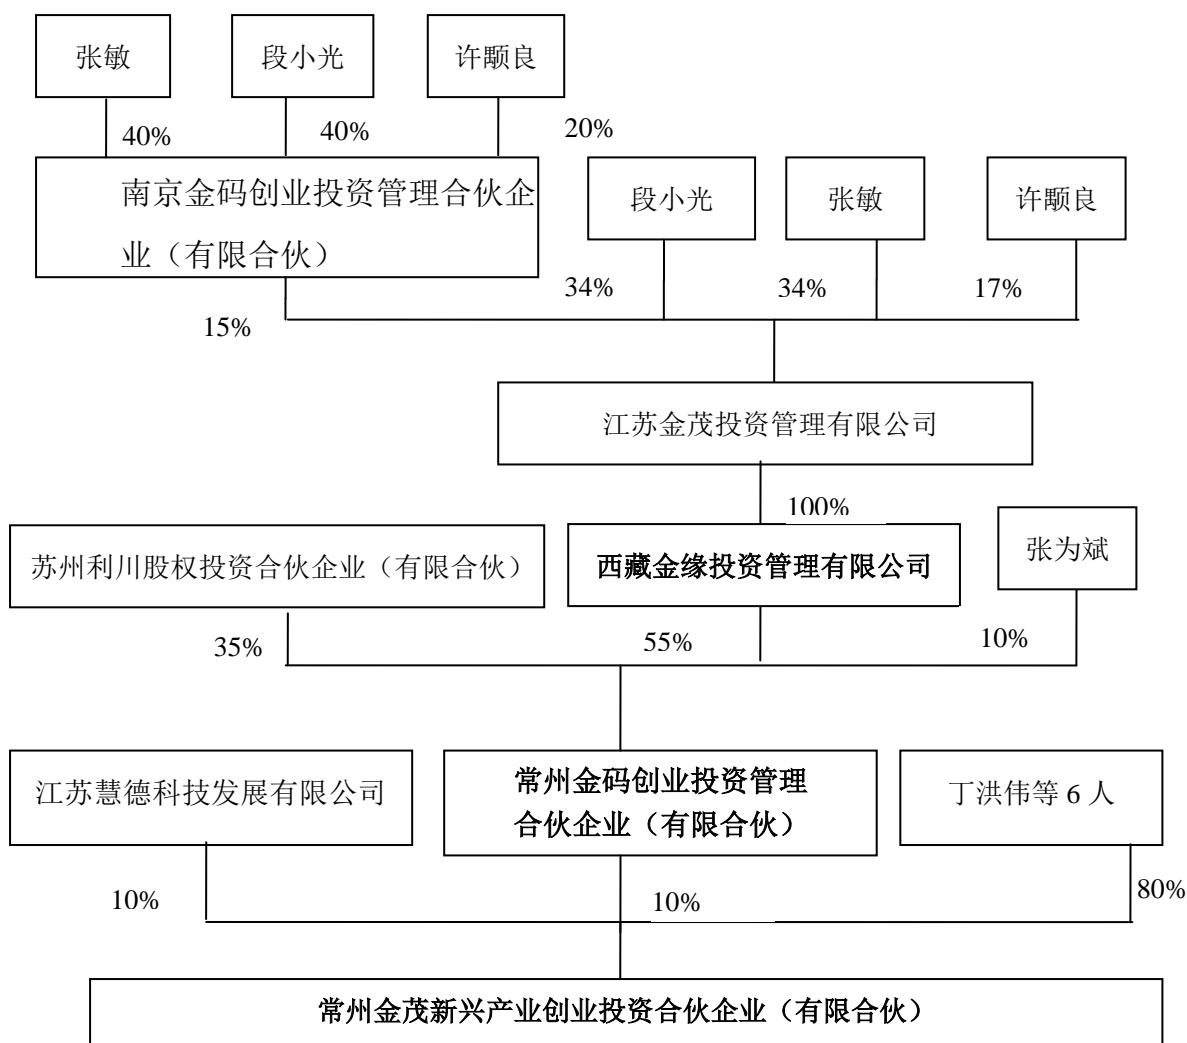 张敏
段小光
许颙良
40%
40%
20%
南京金码创业投资管理合伙企
业（有限合伙）
段小光
张敏
许颙良
34%
34%
17%
15%
江苏金茂投资管理有限公司
100%
苏州利川股权投资合伙企业（有限合伙）
西藏金缘投资管理有限公司
张为斌
35%
55%
10%
江苏慧德科技发展有限公司
常州金码创业投资管理
合伙企业（有限合伙）
丁洪伟等 6 人
10%
10%
80%
常州金茂新兴产业创业投资合伙企业（有限合伙）